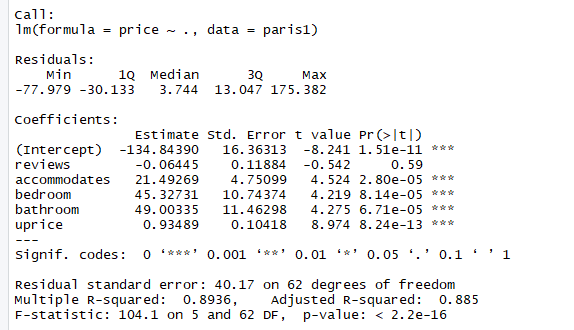 Call:
lm(formula = price ~ ., data = paris1)
Residuals:
    Min      1Q  Median      3Q     Max
-77.979 -30.133   3.744  13.047 175.382
Coefficients:
              Estimate Std. Error t value Pr(>|t|)
(Intercept) -134.84390   16.36313  -8.241 1.51e-11 ***
reviews       -0.06445    0.11884  -0.542     0.59
accommodates  21.49269    4.75099   4.524 2.80e-05 ***
bedroom       45.32731   10.74374   4.219 8.14e-05 ***
bathroom      49.00335   11.46298   4.275 6.71e-05 ***
uprice         0.93489    0.10418   8.974 8.24e-13 ***
---
Signif. codes:  0 ‘***’ 0.001 ‘**’ 0.01 ‘*’ 0.05 ‘.’ 0.1 ‘ ’ 1
Residual standard error: 40.17 on 62 degrees of freedom
Multiple R-squared:  0.8936,	Adjusted R-squared:  0.885
F-statistic: 104.1 on 5 and 62 DF,  p-value: < 2.2e-16